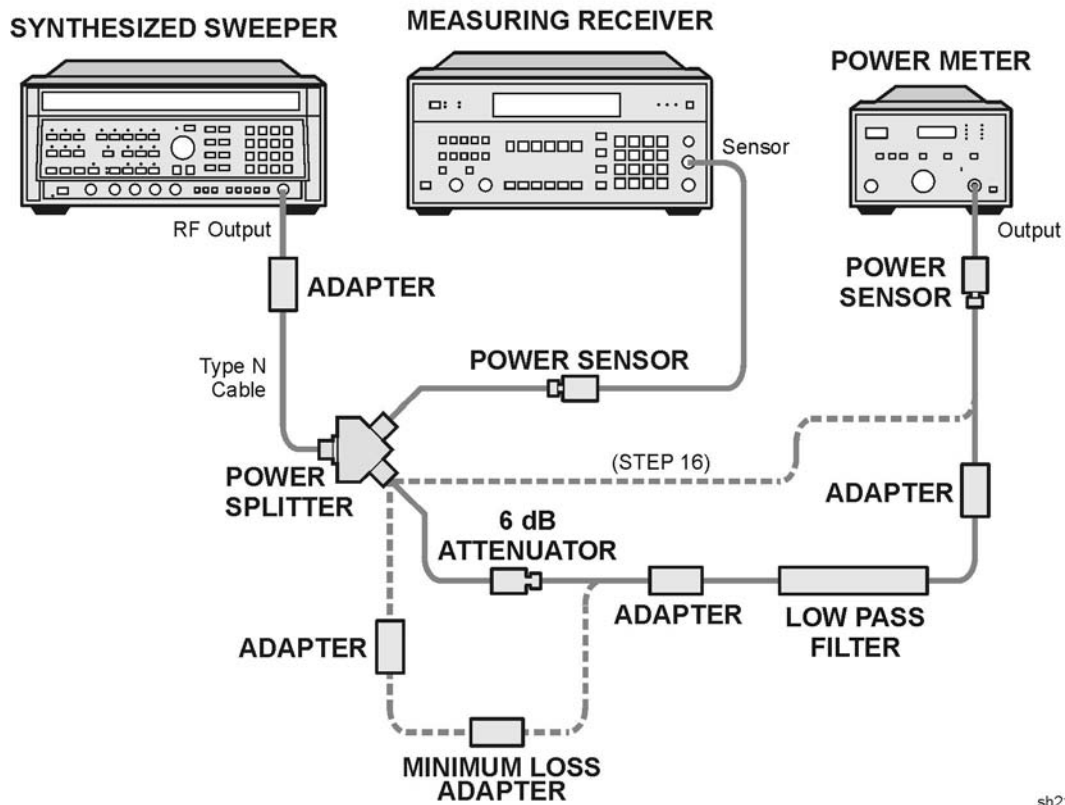 SYNTHESIZED SWEEPER
MEASURING RECEIVER
POWER METER
Sensor
RF Output
Output
ADAPTER
POWER
SENSOR
Type N
Cable
POWER SENSOR
(STEP 16)
POWER
SPLITTER
ADAPTER
6 dB
ATTENUATOR
ADAPTER
LOW PASS
FILTER
ADAPTER
MINIMUM LOSS
ADAPTER